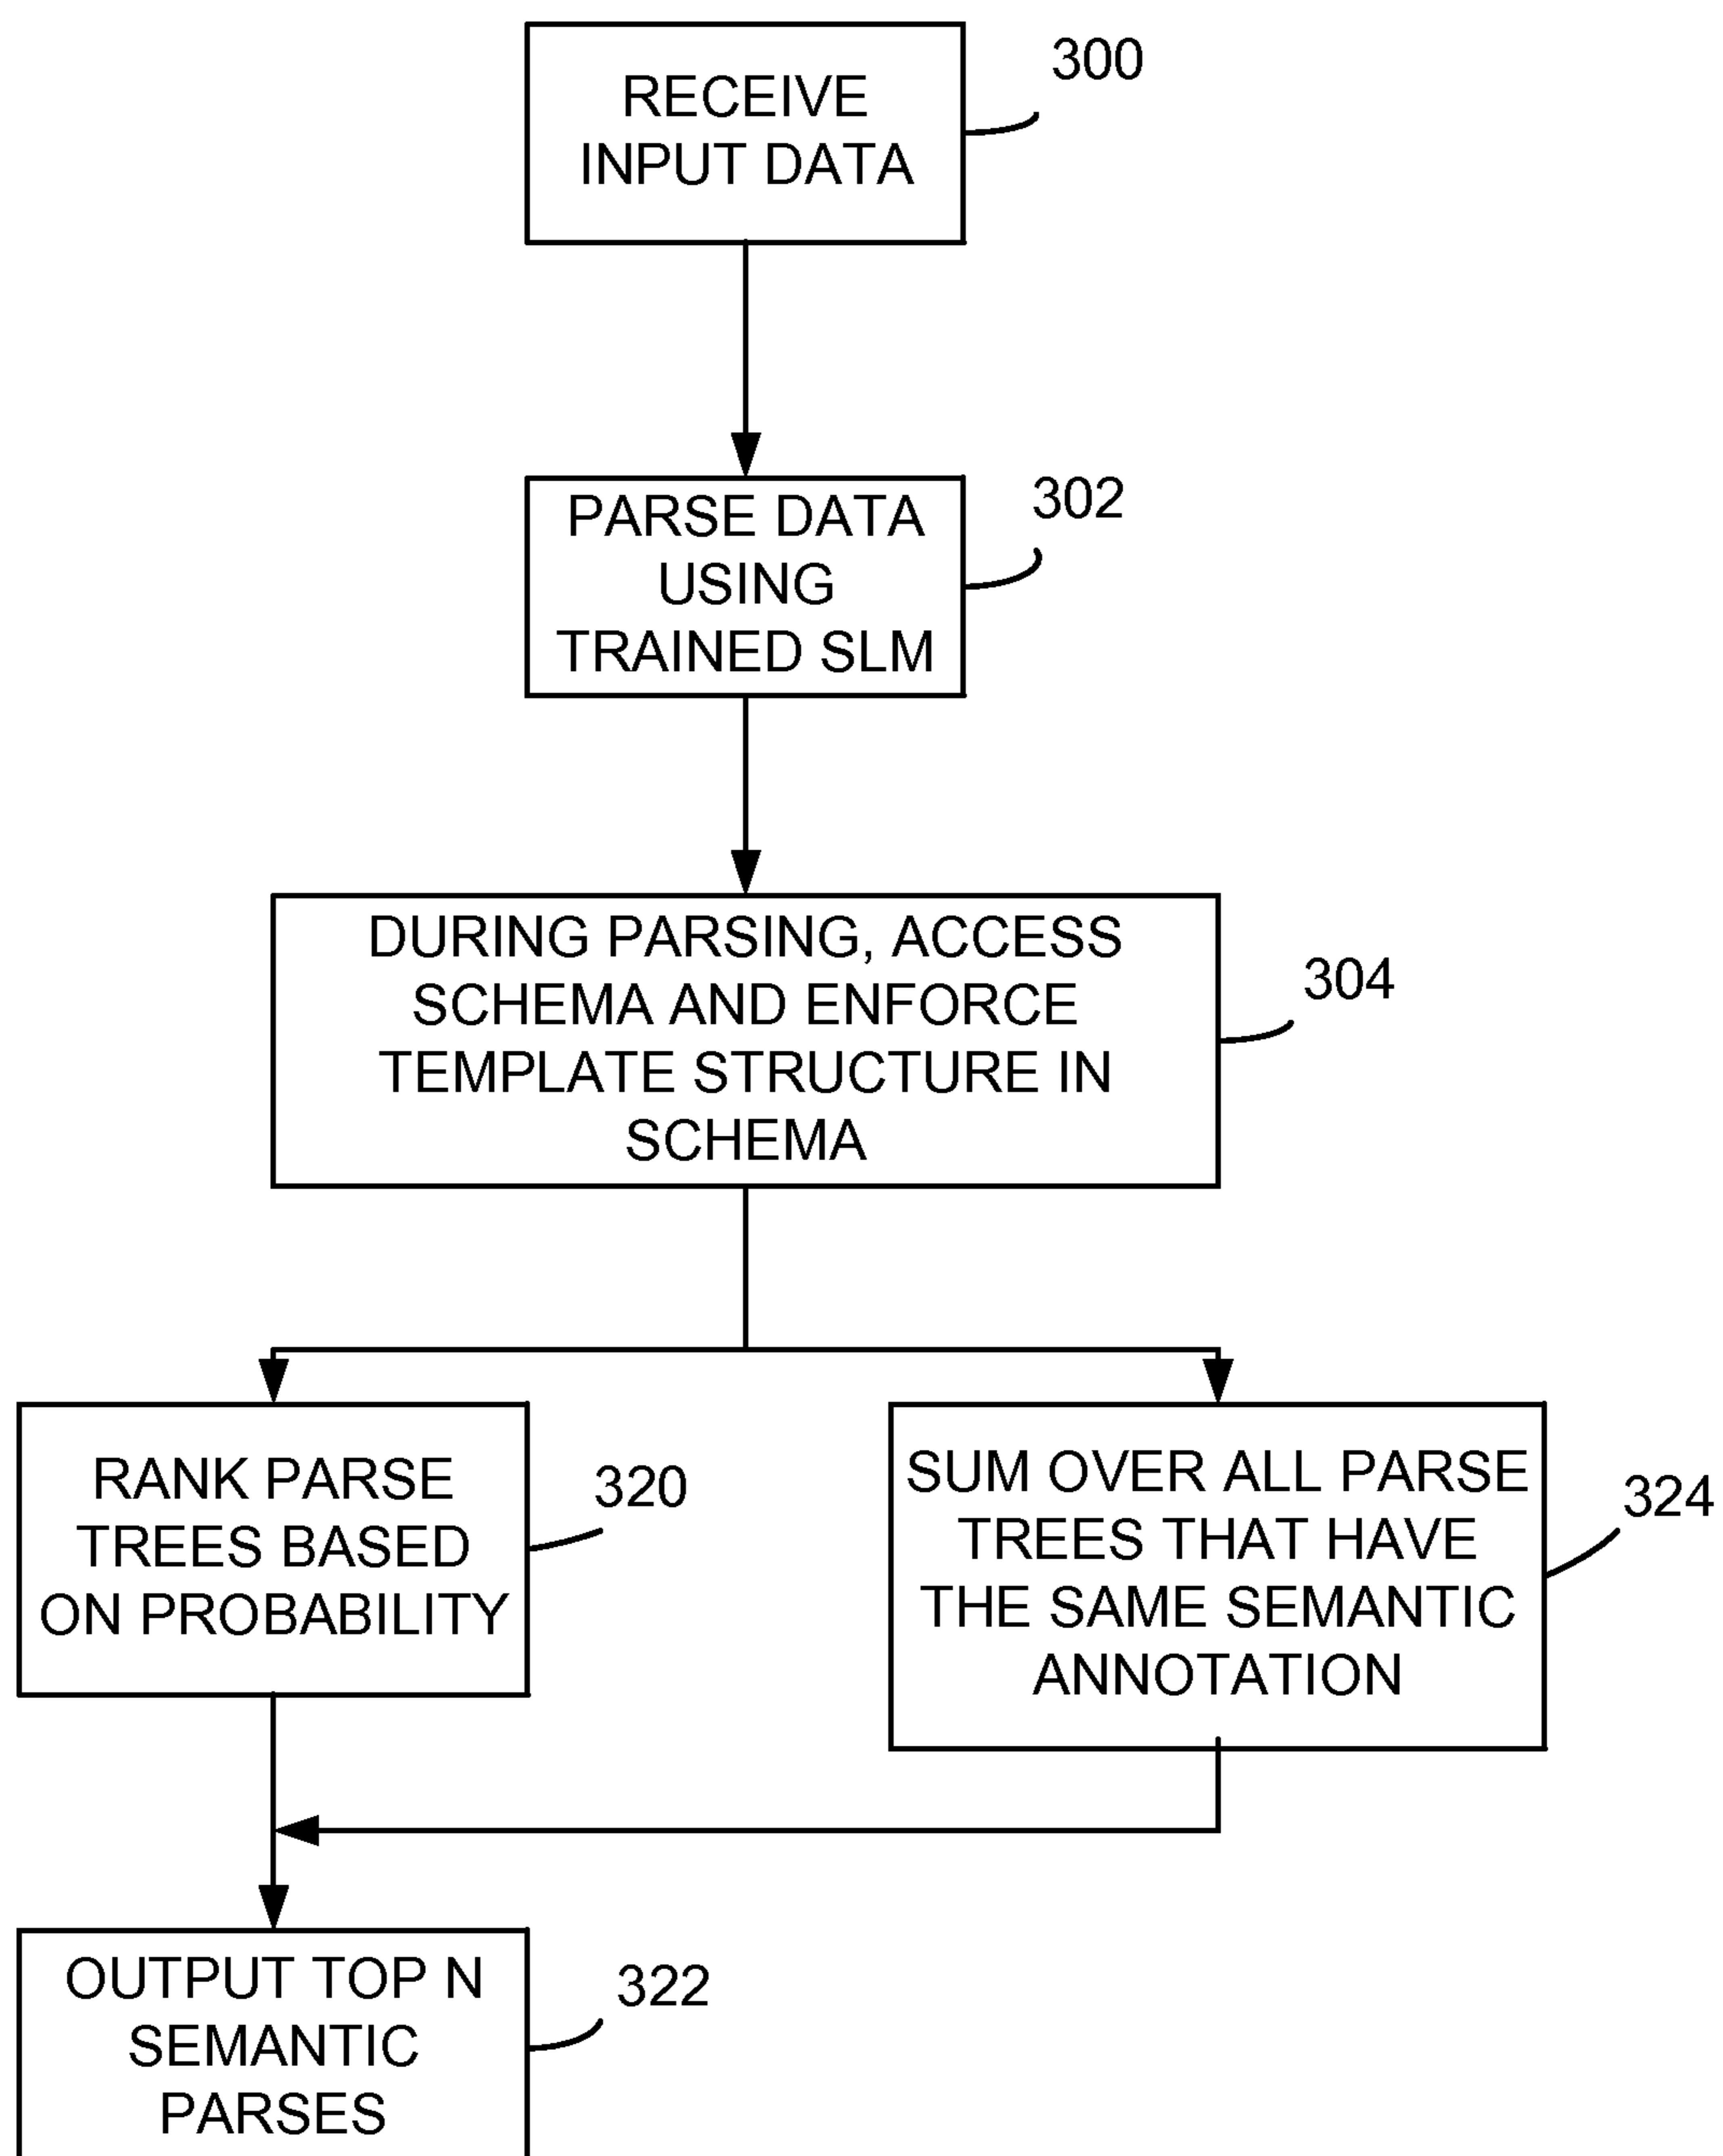 RECEIVE
INPUT DATA
300
PARSE DATA
USING
TRAINED SLM
302
DURING PARSING, ACCESS
SCHEMA AND ENFORCE
TEMPLATE STRUCTURE IN
SCHEMA
304
RANK PARSE
TREES BASED
ON PROBABILITY
320
SUM OVER ALL PARSE
TREES THAT HAVE
THE SAME SEMANTIC
ANNOTATION
324
OUTPUT TOP N
SEMANTIC
PARSES
322